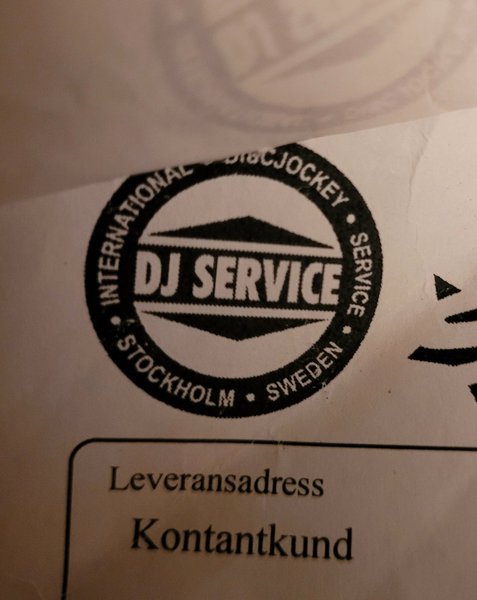 INTERNATIONAL • DISCJOCKEY • SERVICE •
DJ SERVICE
• STOCKHOLM • SWEDEN •
Leveransadress
Kontantkund